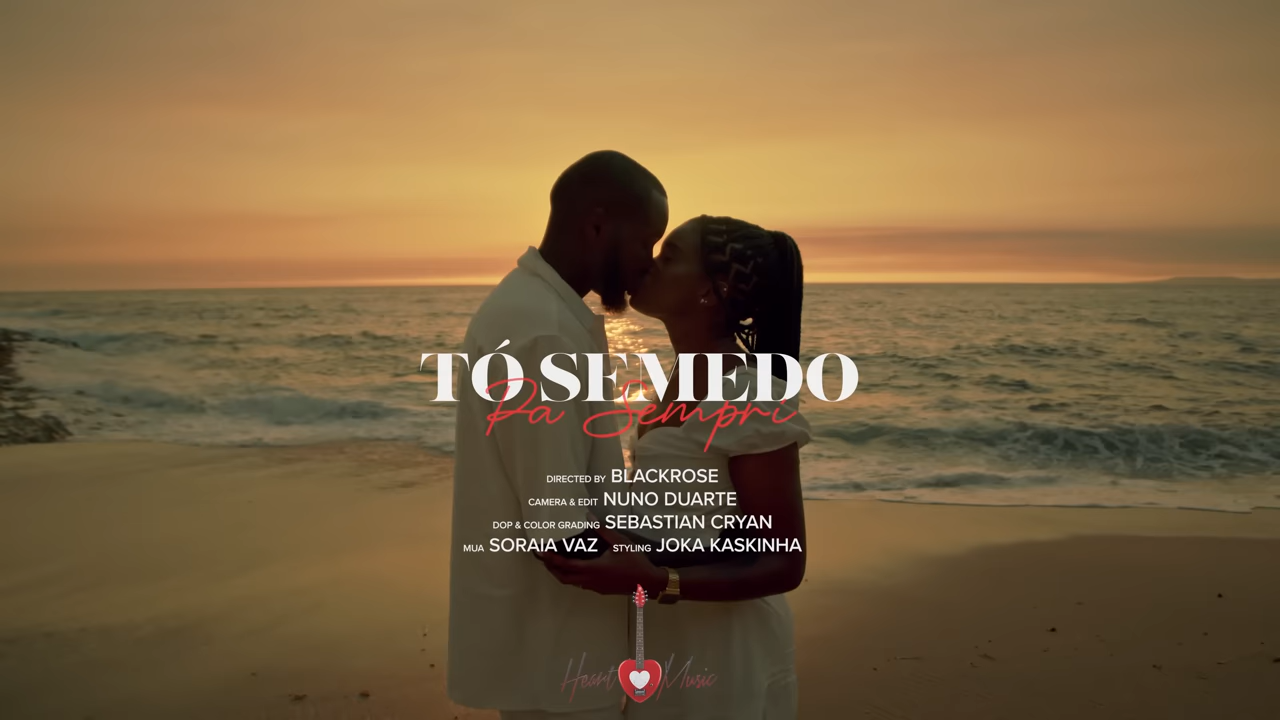 TÓ SEMEDO
Pa Sempri
DIRECTED BY BLACKROSE
CAMERA & EDIT NUNO DUARTE
DOP & COLOR GRADING SEBASTIAN CRYAN
MUA SORAIA VAZ STYLING JOKA KASKINHA
Heart Music